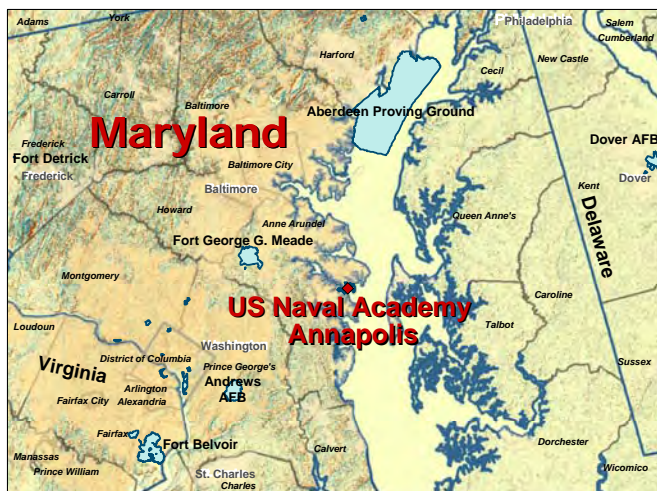 Adams
York
Philadelphia
Salem
Cumberland
Harford
Cecil
New Castle
Carroll
Baltimore
Aberdeen Proving Ground
Maryland
Frederick
Fort Detrick
Frederick
Baltimore City
Dover AFB
Dover
Kent
Baltimore
Howard
Anne Arundel
Queen Anne's
Delaware
Fort George G. Meade
Montgomery
US Naval Academy
Annapolis
Caroline
Talbot
Loudoun
Washington
District of Columbia
Prince George's
Virginia
Sussex
Andrews
AFB
Arlington
Fairfax City
Alexandria
Fairfax
Fort Belvoir
Manassas
Prince William
Calvert
Dorchester
St. Charles
Charles
Wicomico